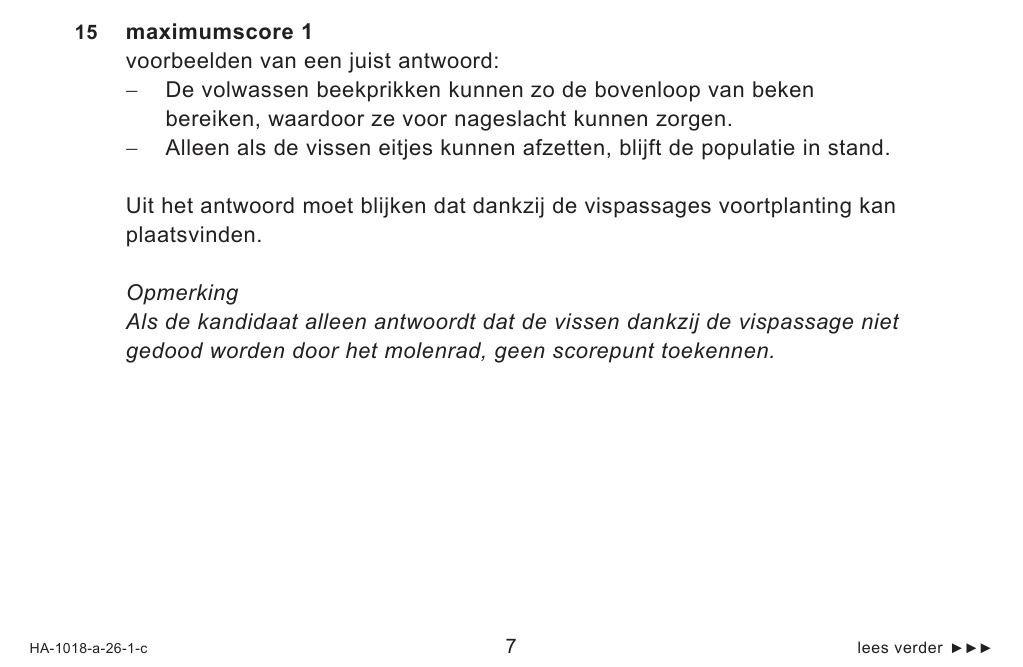 15 maximumscore 1
voorbeelden van een juist antwoord:
– De volwassen beekprikken kunnen zo de bovenloop van beken
bereiken, waardoor ze voor nageslacht kunnen zorgen.
– Alleen als de vissen eitjes kunnen afzetten, blijft de populatie in stand.
Uit het antwoord moet blijken dat dankzij de vispassages voortplanting kan
plaatsvinden.
Opmerking
Als de kandidaat alleen antwoordt dat de vissen dankzij de vispassage niet
gedood worden door het molenrad, geen scorepunt toekennen.
HA-1018-a-26-1-c 7 lees verder ►►►